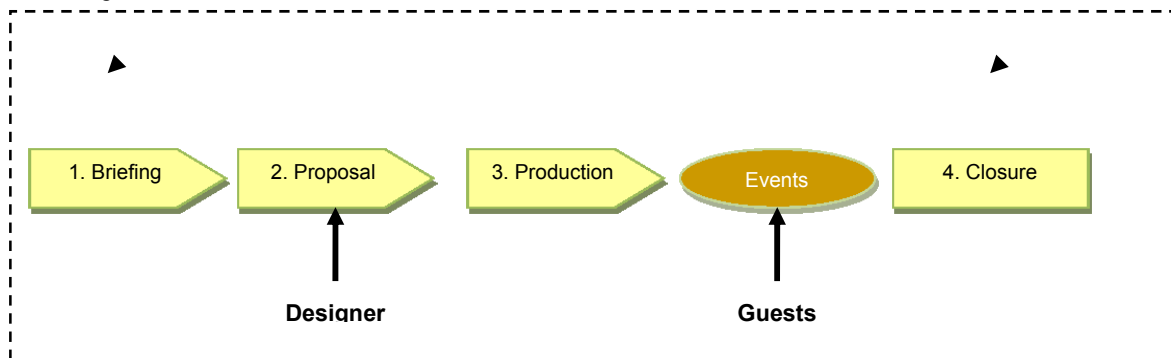 1. Briefing
2. Proposal
3. Production
Events
4. Closure
Designer
Guests